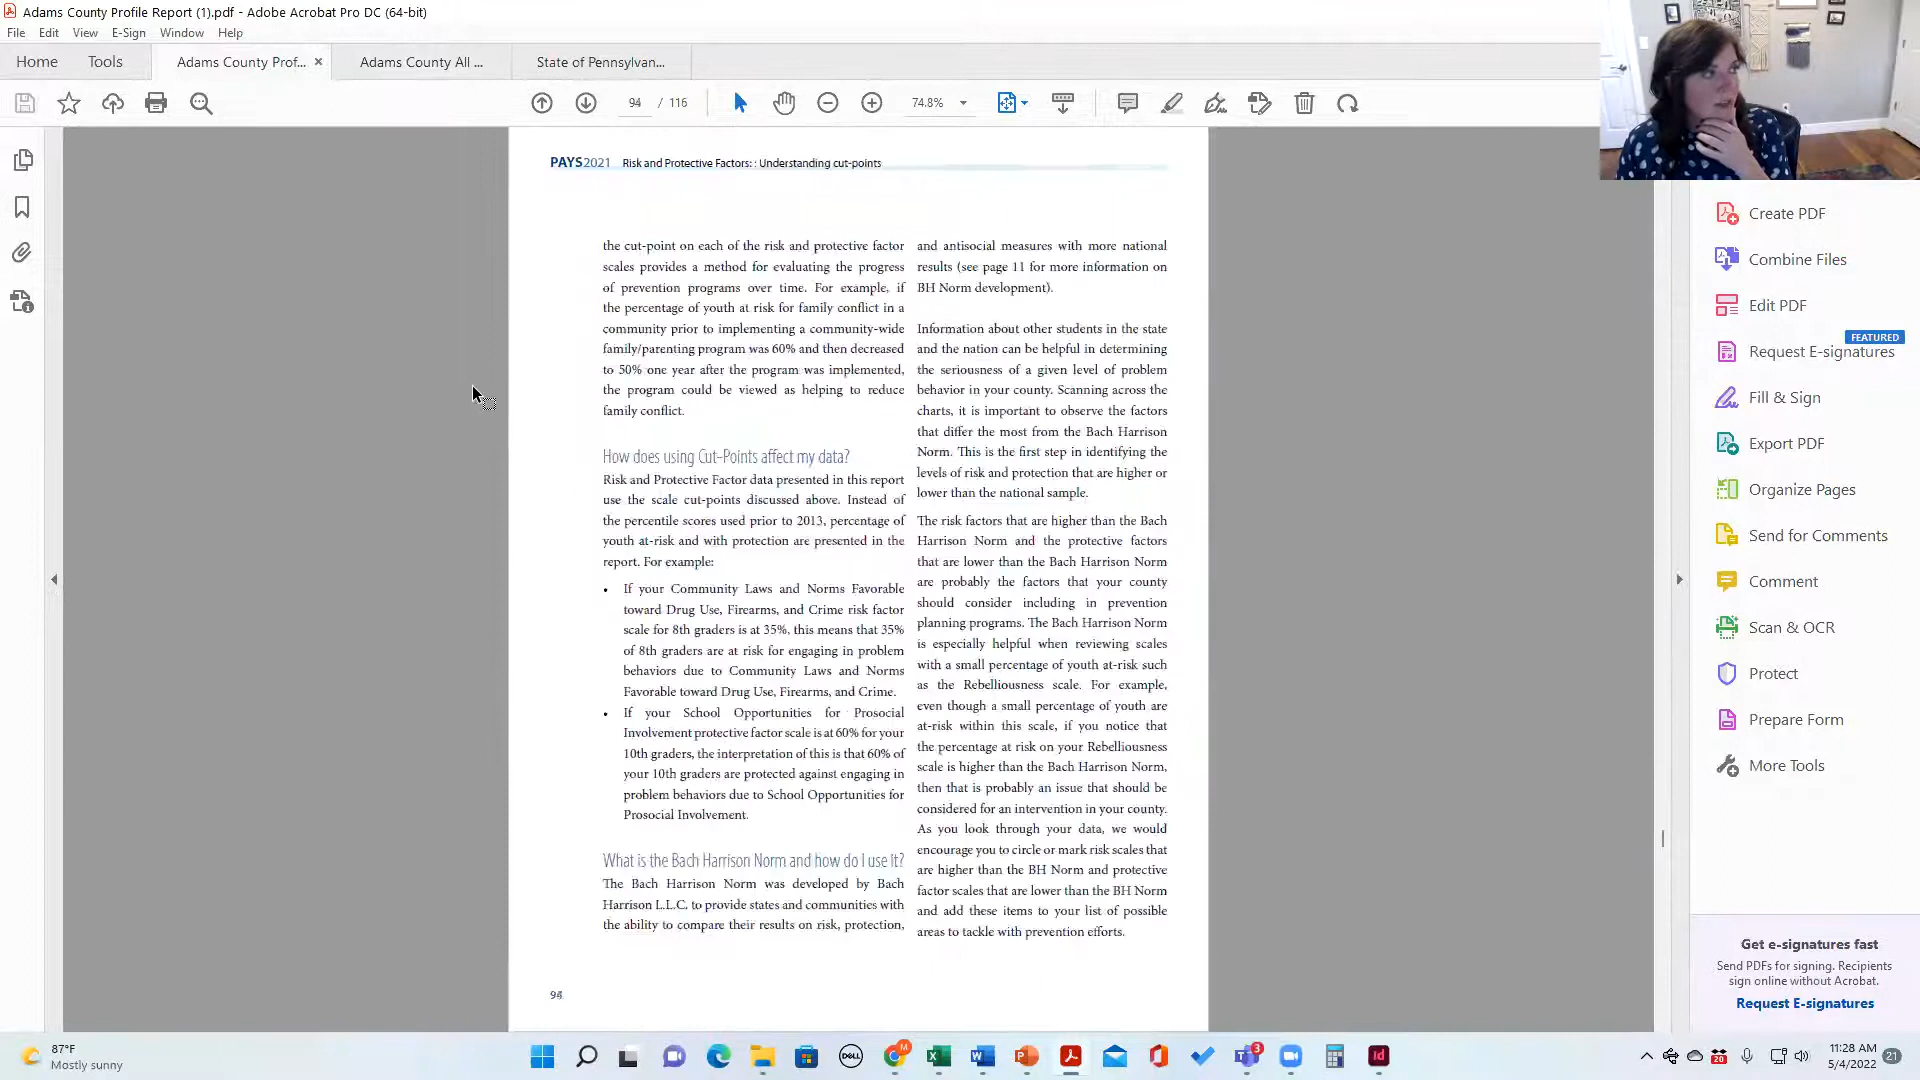 Adams County Profile Report (1).pdf - Adobe Acrobat Pro DC (64-bit)
File Edit View E-Sign Window Help
Home Tools Adams County Prof... × Adams County All ... State of Pennsylvan...
94 / 116 74.8%
PAYS2021 Risk and Protective Factors: : Understanding cut-points
the cut-point on each of the risk and protective factor
scales provides a method for evaluating the progress
of prevention programs over time. For example, if
the percentage of youth at risk for family conflict in a
community prior to implementing a community-wide
family/parenting program was 60% and then decreased
to 50% one year after the program was implemented,
the program could be viewed as helping to reduce
family conflict.
How does using Cut-Points affect my data?
Risk and Protective Factor data presented in this report
use the scale cut-points discussed above. Instead of
the percentile scores used prior to 2013, percentage of
youth at-risk and with protection are presented in the
report. For example:
• If your Community Laws and Norms Favorable
toward Drug Use, Firearms, and Crime risk factor
scale for 8th graders is at 35%, this means that 35%
of 8th graders are at risk for engaging in problem
behaviors due to Community Laws and Norms
Favorable toward Drug Use, Firearms, and Crime.
• If your School Opportunities for Prosocial
Involvement protective factor scale is at 60% for your
10th graders, the interpretation of this is that 60% of
your 10th graders are protected against engaging in
problem behaviors due to School Opportunities for
Prosocial Involvement.
What is the Bach Harrison Norm and how do I use it?
The Bach Harrison Norm was developed by Bach
Harrison L.L.C. to provide states and communities with
the ability to compare their results on risk, protection,
and antisocial measures with more national
results (see page 11 for more information on
BH Norm development).
Information about other students in the state
and the nation can be helpful in determining
the seriousness of a given level of problem
behavior in your county. Scanning across the
charts, it is important to observe the factors
that differ the most from the Bach Harrison
Norm. This is the first step in identifying the
levels of risk and protection that are higher or
lower than the national sample.
The risk factors that are higher than the Bach
Harrison Norm and the protective factors
that are lower than the Bach Harrison Norm
are probably the factors that your county
should consider including in prevention
planning programs. The Bach Harrison Norm
is especially helpful when reviewing scales
with a small percentage of youth at-risk such
as the Rebelliousness scale. For example,
even though a small percentage of youth are
at-risk within this scale, if you notice that
the percentage at risk on your Rebelliousness
scale is higher than the Bach Harrison Norm,
then that is probably an issue that should be
considered for an intervention in your county.
As you look through your data, we would
encourage you to circle or mark risk scales that
are higher than the BH Norm and protective
factor scales that are lower than the BH Norm
and add these items to your list of possible
areas to tackle with prevention efforts.
Create PDF
Combine Files
Edit PDF
FEATURED
Request E-signatures
Fill & Sign
Export PDF
Organize Pages
Send for Comments
Comment
Scan & OCR
Protect
Prepare Form
More Tools
Get e-signatures fast
Send PDFs for signing. Recipients
sign online without Acrobat.
Request E-signatures
87°F
Mostly sunny
DELL
M
3
Id
20
11:28 AM
5/4/2022
21